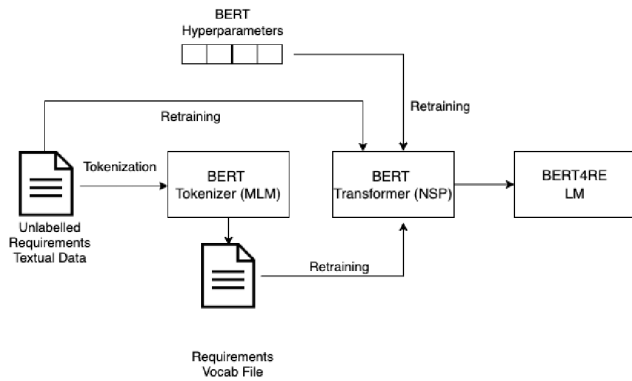 BERT
Hyperparameters
Retraining
Retraining
Tokenization
BERT
Tokenizer (MLM)
BERT
Transformer (NSP)
BERT4RE
LM
Unlabelled
Requirements
Textual Data
Retraining
Requirements
Vocab File